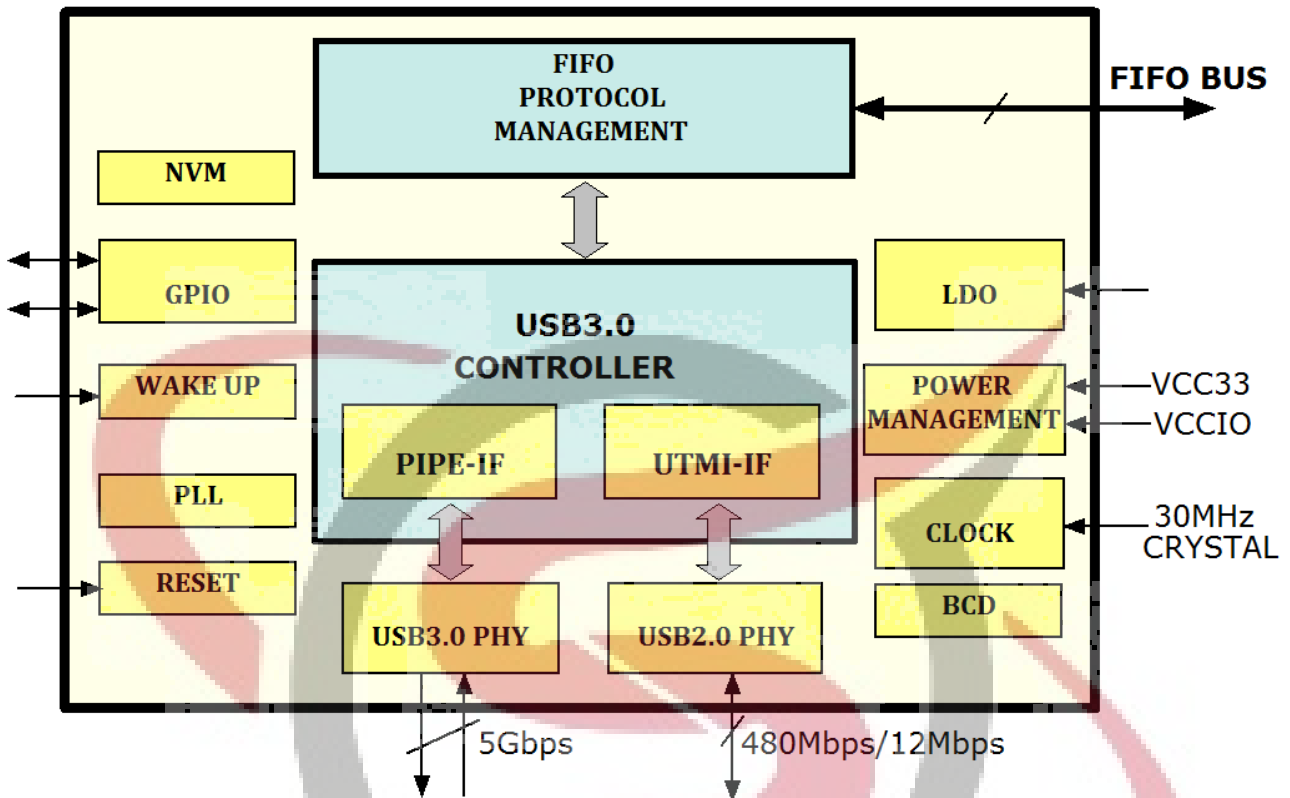 FIFO
PROTOCOL
MANAGEMENT
FIFO BUS
NVM
GPIO
LDO
USB3.0
CONTROLLER
WAKE UP
POWER
MANAGEMENT
VCC33
VCCIO
PIPE-IF
UTMI-IF
PLL
CLOCK
30MHz
CRYSTAL
RESET
BCD
USB3.0 PHY
USB2.0 PHY
5Gbps
480Mbps/12Mbps